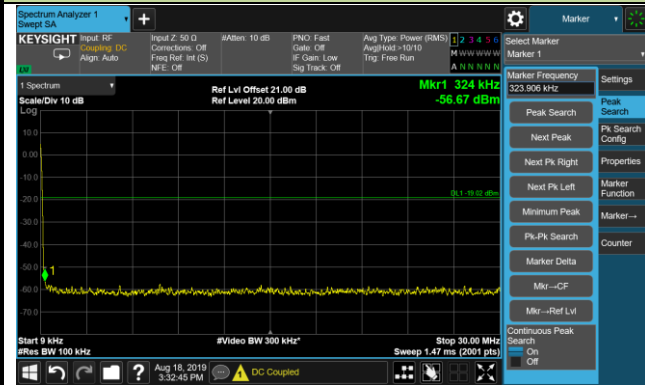 Spectrum Analyzer 1
Swept SA
Marker
KEYSIGHT
Input: RF
Coupling: DC
Align: Auto
Input Z: 50 Ω
Corrections: Off
Freq Ref: Int (S)
NFE: Off
#Atten: 10 dB
PNO: Fast
Gate: Off
IF Gain: Low
Sig Track: Off
Avg Type: Power (RMS)
Avg|Hold:>10/10
Trig: Free Run
1 2 3 4 5 6
M W W W W W
A N N N N N
LXI
Select Marker
Marker 1
1 Spectrum
Scale/Div 10 dB
Log
Ref Lvl Offset 21.00 dB
Ref Level 20.00 dBm
Mkr1 324 kHz
-56.67 dBm
10.0
0.00
-10.0
-20.0
-30.0
-40.0
-50.0
-60.0
-70.0
DL1 -19.02 dBm
1
Start 9 kHz
#Res BW 100 kHz
#Video BW 300 kHz*
Stop 30.00 MHz
Sweep 1.47 ms (2001 pts)
Marker Frequency
323.906 kHz
Peak Search
Next Peak
Next Pk Right
Next Pk Left
Minimum Peak
Pk-Pk Search
Marker Delta
Mkr→CF
Mkr→Ref Lvl
Continuous Peak
Search
On
Off
Settings
Peak
Search
Pk Search
Config
Properties
Marker
Function
Marker→
Counter
?
Aug 18, 2019
3:32:45 PM
DC Coupled